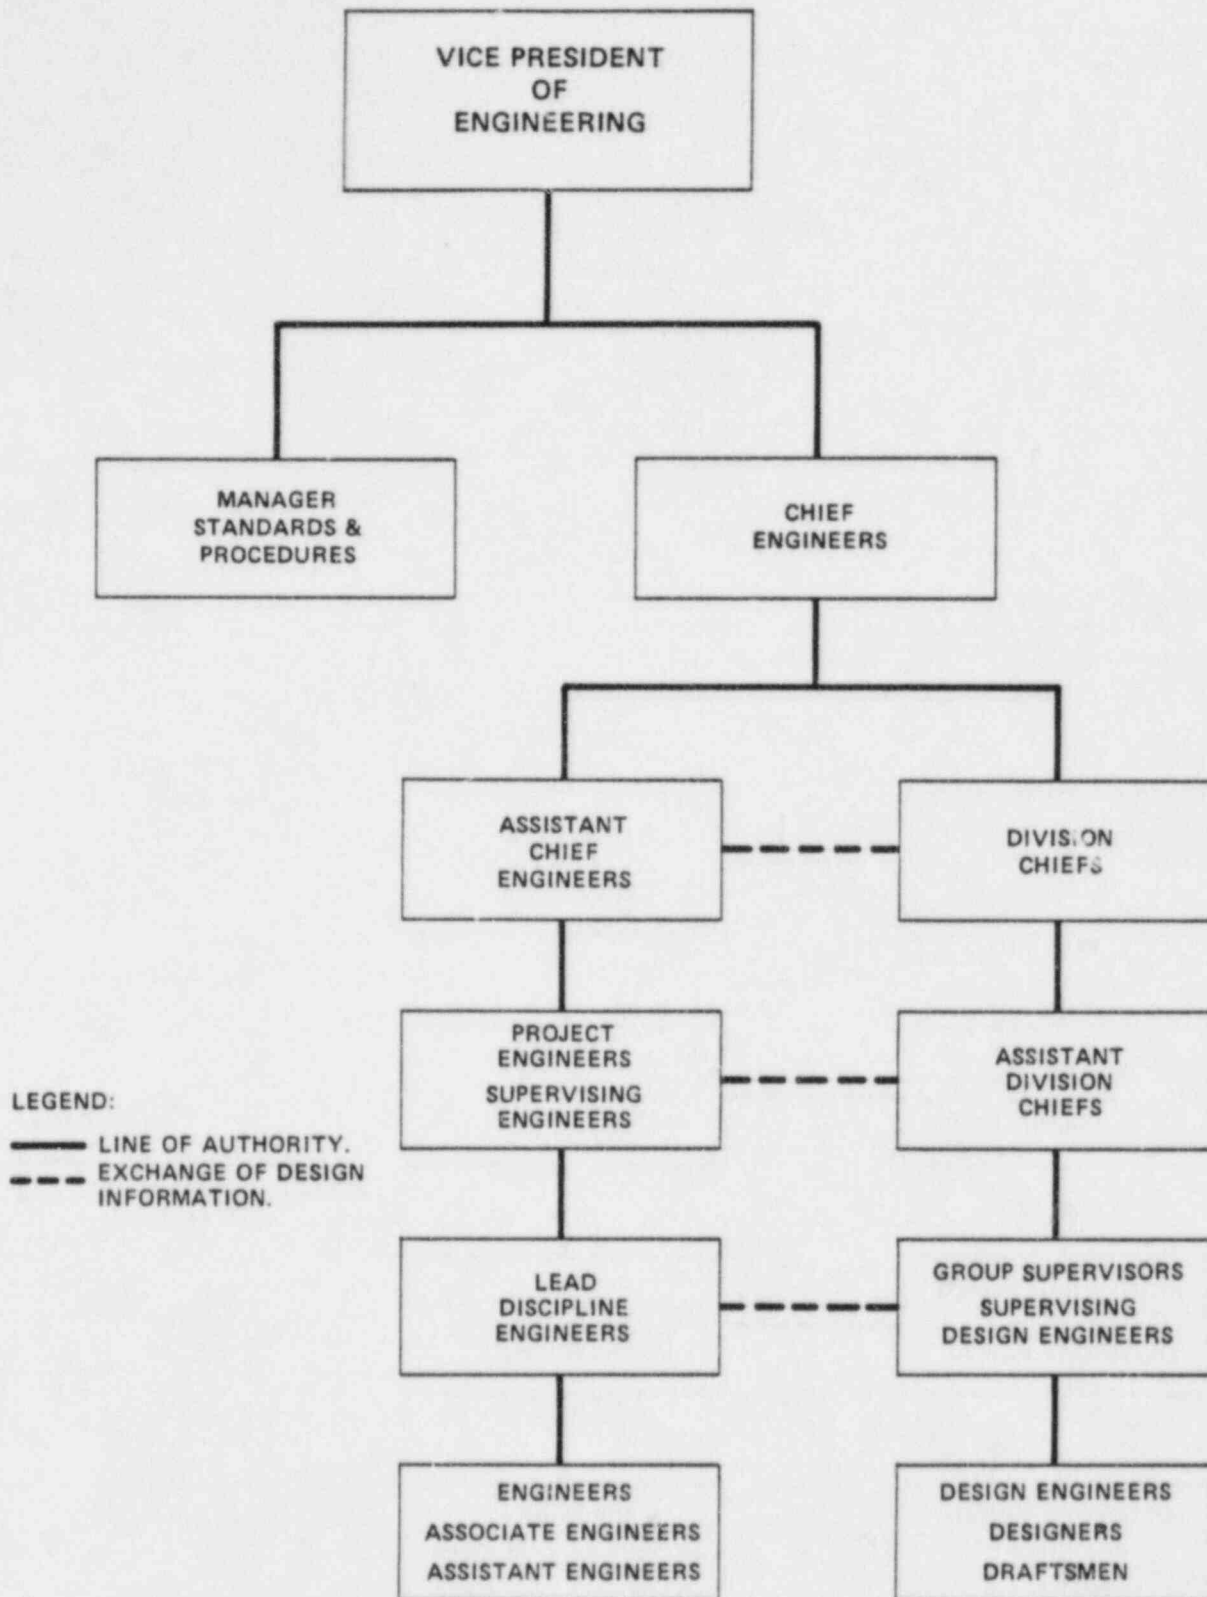 VICE PRESIDENT
OF
ENGINEERING
MANAGER
STANDARDS &
PROCEDURES
CHIEF
ENGINEERS
ASSISTANT
CHIEF
ENGINEERS
DIVISION
CHIEFS
PROJECT
ENGINEERS
SUPERVISING
ENGINEERS
ASSISTANT
DIVISION
CHIEFS
LEGEND:
LINE OF AUTHORITY.
EXCHANGE OF DESIGN
INFORMATION.
LEAD
DISCIPLINE
ENGINEERS
GROUP SUPERVISORS
SUPERVISING
DESIGN ENGINEERS
ENGINEERS
ASSOCIATE ENGINEERS
ASSISTANT ENGINEERS
DESIGN ENGINEERS
DESIGNERS
DRAFTSMEN